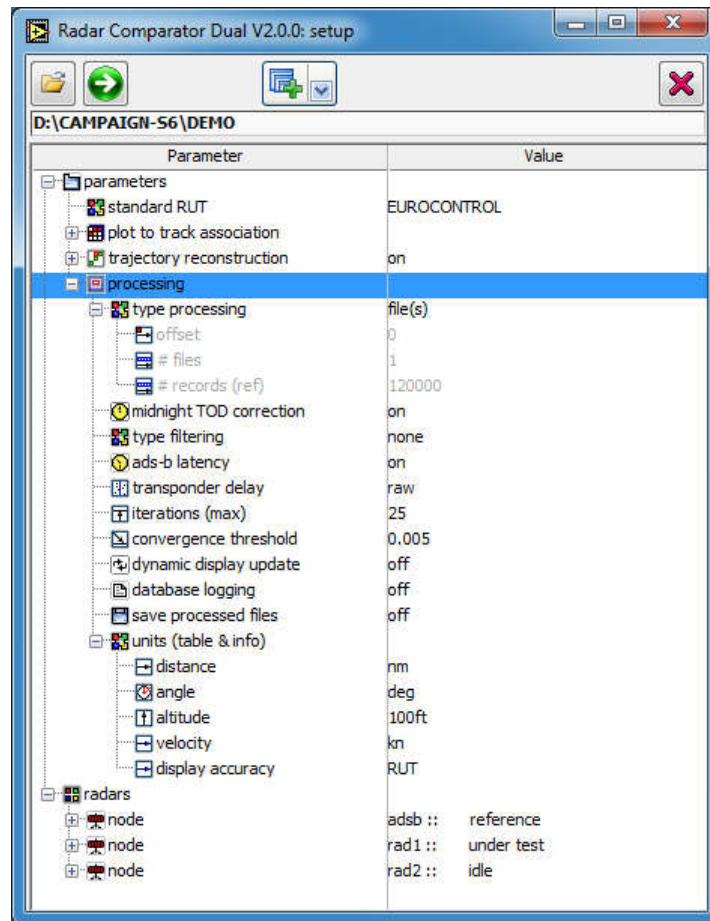 Radar Comparator Dual V2.0.0: setup
D:\CAMPAIGN-S6\DEMO
Parameter Value
parameters
standard RUT EUROCONTROL
plot to track association
trajectory reconstruction on
processing
type processing file(s)
offset 0
# files 1
# records (ref) 120000
midnight TOD correction on
type filtering none
ads-b latency on
transponder delay raw
iterations (max) 25
convergence threshold 0.005
dynamic display update off
database logging off
save processed files off
units (table & info)
distance nm
angle deg
altitude 100ft
velocity kn
display accuracy RUT
radars
node adsb :: reference
node rad1 :: under test
node rad2 :: idle